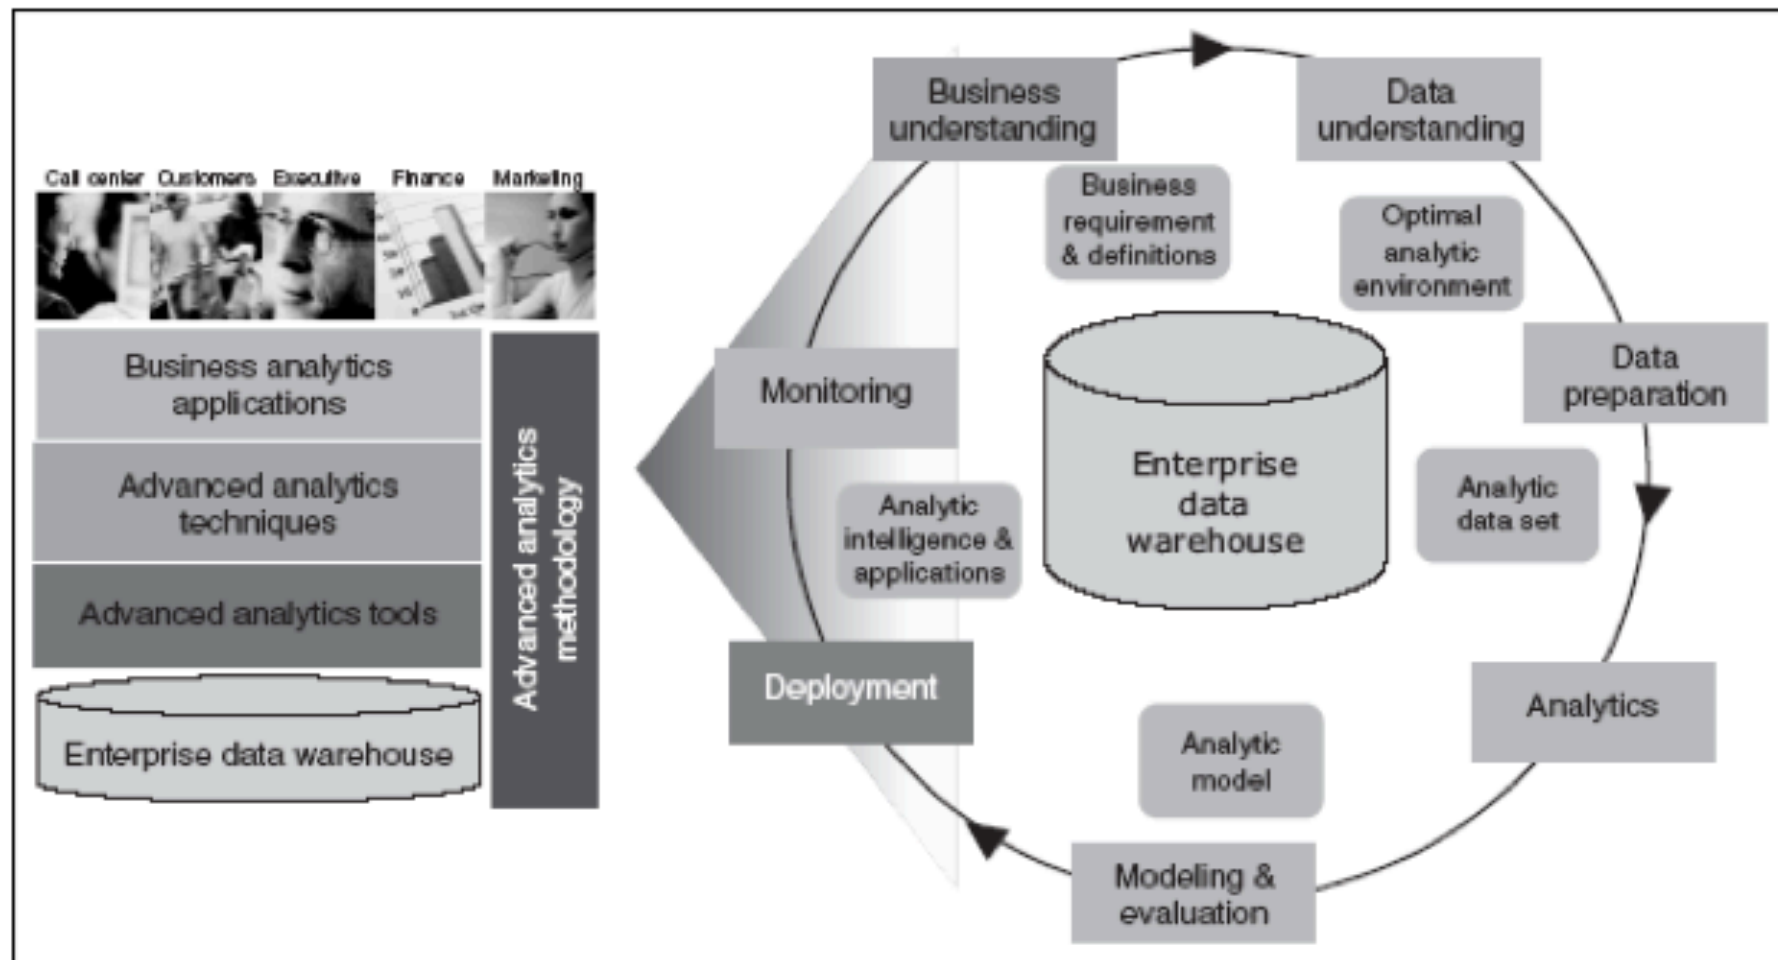 Call center Customers Executive Finance Marketing
Business analytics
applications
Advanced analytics
techniques
Advanced analytics tools
Enterprise data warehouse
Advanced analytics
methodology
Business
understanding
Data
understanding
Business
requirement
& definitions
Optimal
analytic
environment
Data
preparation
Monitoring
Enterprise
data
warehouse
Analytic
data set
Analytic
intelligence &
applications
Deployment
Analytics
Analytic
model
Modeling &
evaluation